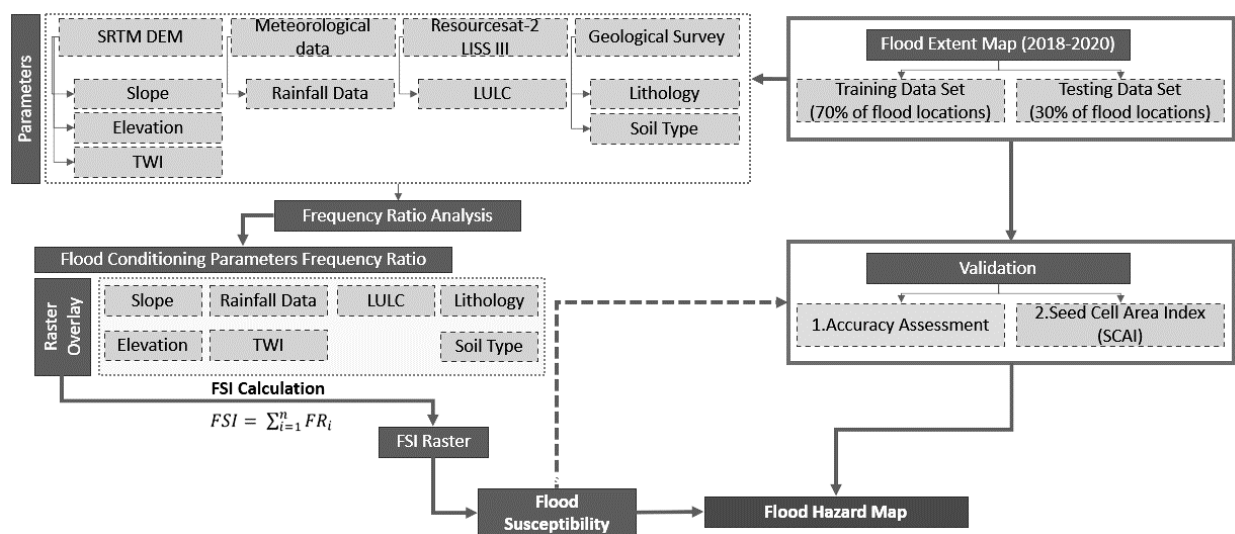 Parameters
SRTM DEM
Meteorological
data
Resourcesat-2
LISS III
Geological Survey
Slope
Rainfall Data
LULC
Lithology
Elevation
Soil Type
TWI
Flood Extent Map (2018-2020)
Training Data Set
(70% of flood locations)
Testing Data Set
(30% of flood locations)
Frequency Ratio Analysis
Flood Conditioning Parameters Frequency Ratio
Raster
Overlay
Slope
Rainfall Data
LULC
Lithology
Elevation
TWI
Soil Type
Validation
1.Accuracy Assessment
2.Seed Cell Area Index
(SCAI)
FSI Calculation
FSI = ∑ⁿᵢ₌₁ FRᵢ
FSI Raster
Flood
Susceptibility
Flood Hazard Map